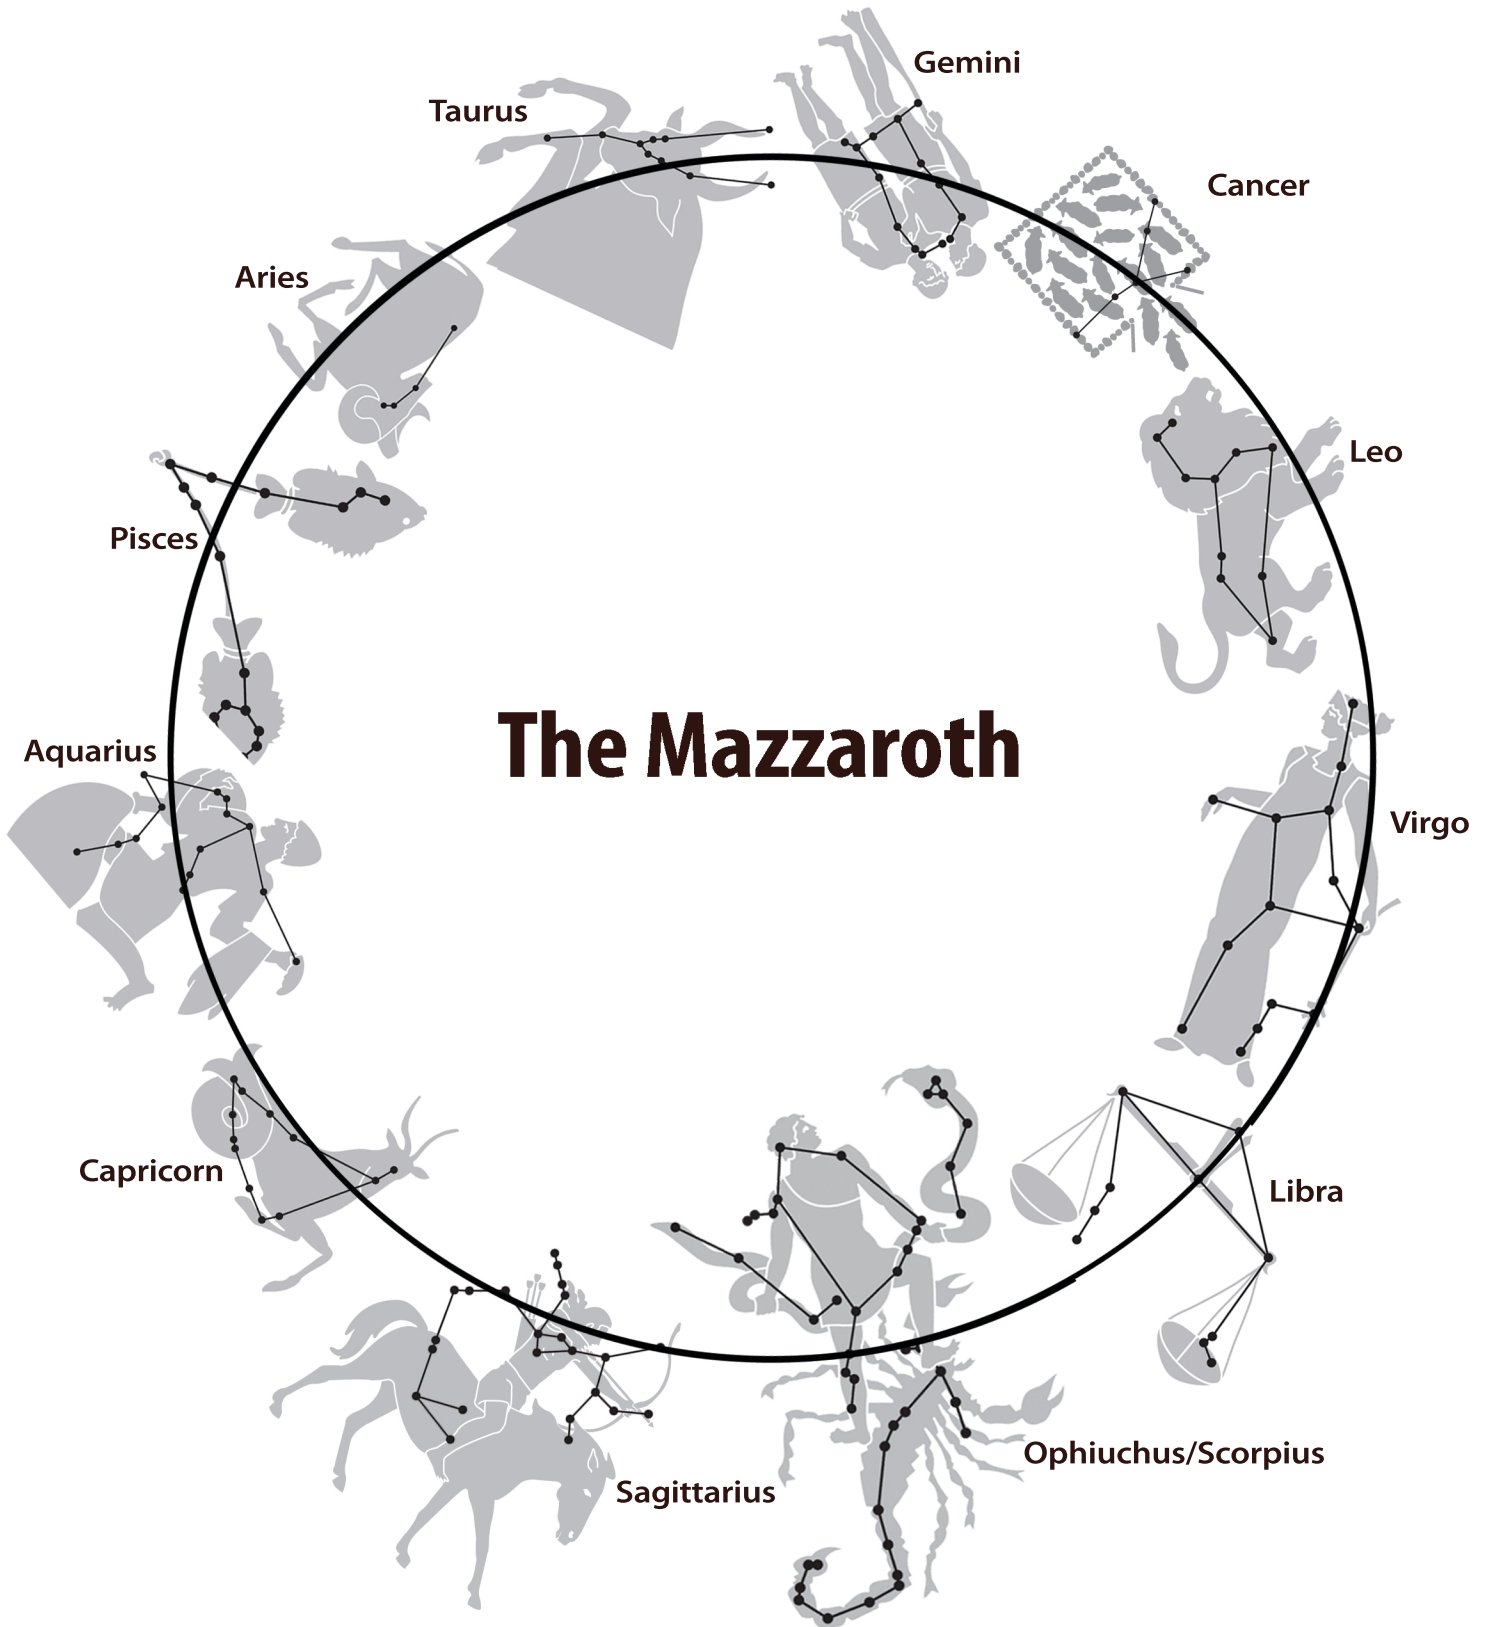 Gemini
Taurus
Cancer
Aries
Leo
Pisces
The Mazzaroth
Aquarius
Virgo
Capricorn
Libra
Ophiuchus/Scorpius
Sagittarius